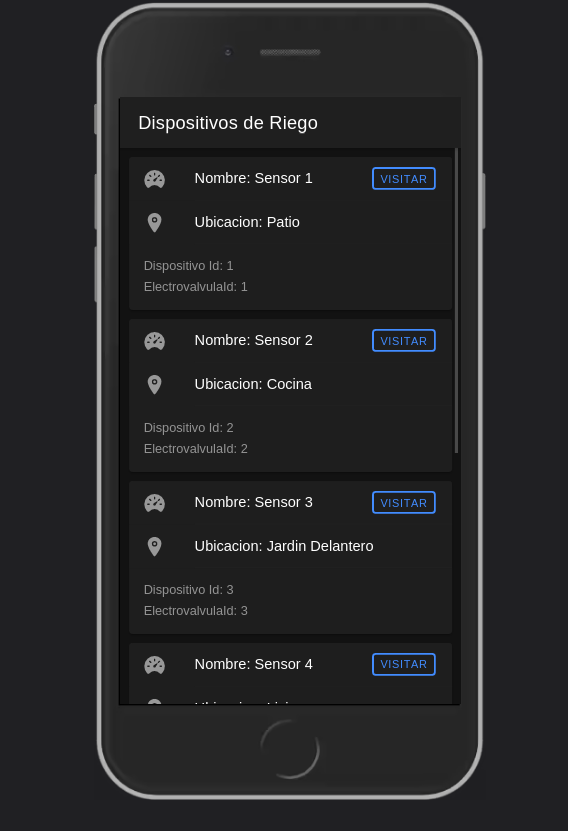 Dispositivos de Riego
Nombre: Sensor 1
VISITAR
Ubicacion: Patio
Dispositivo Id: 1
ElectrovalvulaId: 1
Nombre: Sensor 2
VISITAR
Ubicacion: Cocina
Dispositivo Id: 2
ElectrovalvulaId: 2
Nombre: Sensor 3
VISITAR
Ubicacion: Jardin Delantero
Dispositivo Id: 3
ElectrovalvulaId: 3
Nombre: Sensor 4
VISITAR